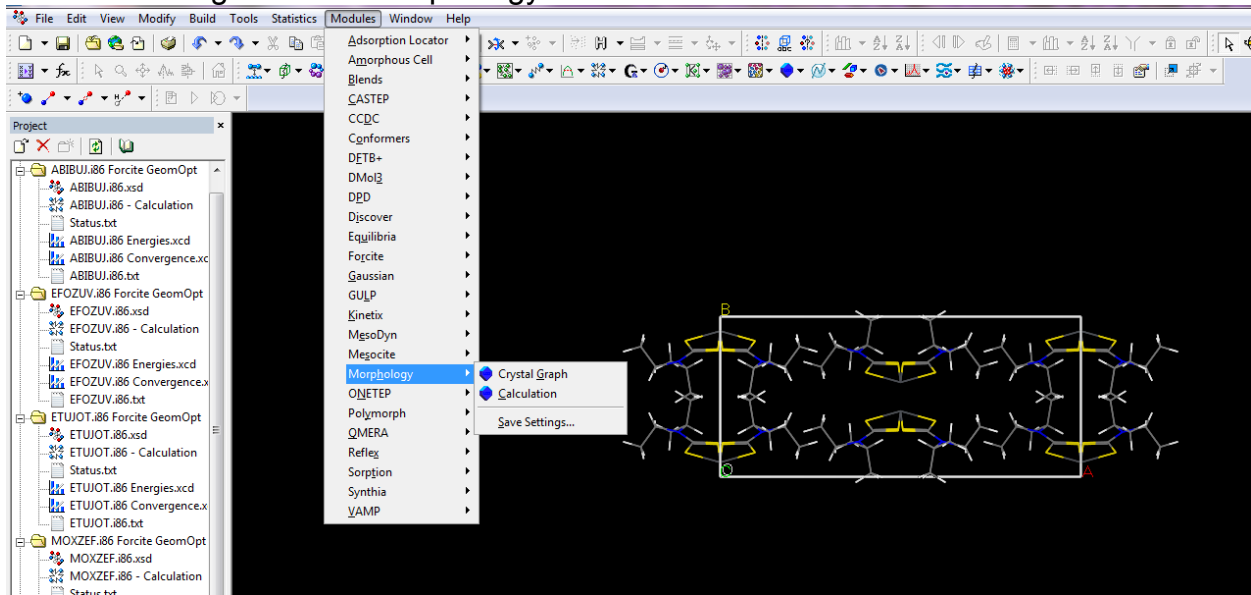 File Edit View Modify Build Tools Statistics Modules Window Help
Project
ABIBUJ.i86 Forcite GeomOpt
ABIBUJ.i86.xsd
ABIBUJ.i86 - Calculation
Status.txt
ABIBUJ.i86 Energies.xcd
ABIBUJ.i86 Convergence.xc
ABIBUJ.i86.txt
EFOZUV.i86 Forcite GeomOpt
EFOZUV.i86.xsd
EFOZUV.i86 - Calculation
Status.txt
EFOZUV.i86 Energies.xcd
EFOZUV.i86 Convergence.x
EFOZUV.i86.txt
ETUJOT.i86 Forcite GeomOpt
ETUJOT.i86.xsd
ETUJOT.i86 - Calculation
Status.txt
ETUJOT.i86 Energies.xcd
ETUJOT.i86 Convergence.x
ETUJOT.i86.txt
MOXZEF.i86 Forcite GeomOpt
MOXZEF.i86.xsd
MOXZEF.i86 - Calculation
Status.txt
Adsorption Locator
Amorphous Cell
Blends
CASTEP
CCDC
Conformers
DFTB+
DMol3
DPD
Discover
Equilibria
Forcite
Gaussian
GULP
Kinetix
MesoDyn
Mesocite
Morphology
ONETEP
Polymorph
QMERA
Reflex
Sorption
Synthia
VAMP
Crystal Graph
Calculation
Save Settings...
B
O
A